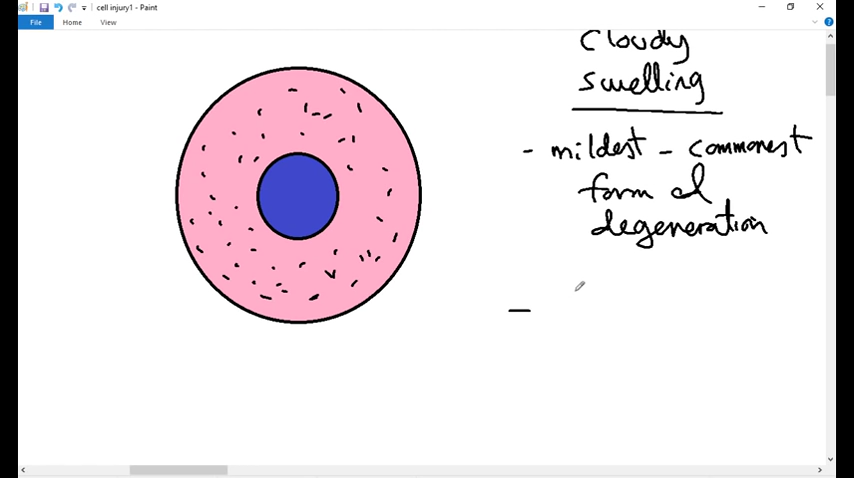 cell injury1 - Paint
File Home View
cloudy
swelling
- mildest - commonest
form of
degeneration
-